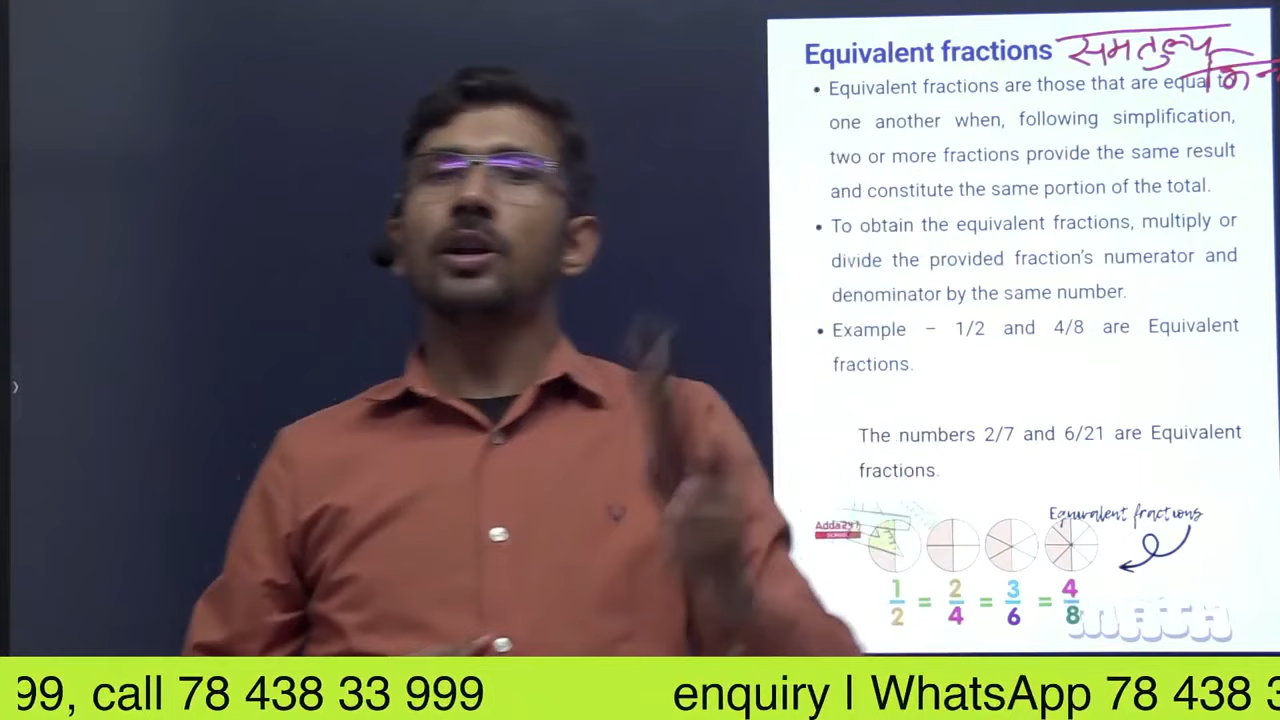 Equivalent fractions समतुल्य
• Equivalent fractions are those that are equal to
one another when, following simplification,
two or more fractions provide the same result
and constitute the same portion of the total.
• To obtain the equivalent fractions, multiply or
divide the provided fraction's numerator and
denominator by the same number.
• Example – 1/2 and 4/8 are Equivalent
fractions.
The numbers 2/7 and 6/21 are Equivalent
fractions.
Equivalent fractions
Adda247
1/2 = 2/4 = 3/6 = 4/8
MATH
99, call 78 438 33 999 enquiry | WhatsApp 78 438 3